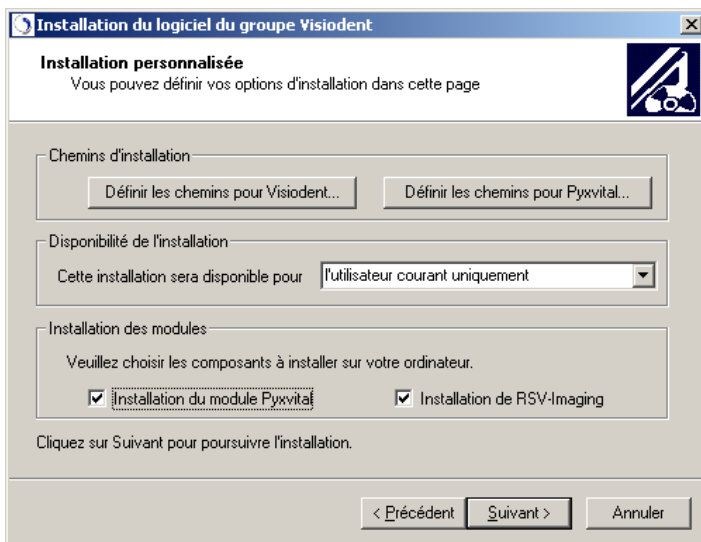 Installation du logiciel du groupe Visiodent
Installation personnalisée
Vous pouvez définir vos options d'installation dans cette page
Chemins d'installation
Définir les chemins pour Visiodent...
Définir les chemins pour Pyxvital...
Disponibilité de l'installation
Cette installation sera disponible pour
l'utilisateur courant uniquement
Installation des modules
Veuillez choisir les composants à installer sur votre ordinateur.
Installation du module Pyxvital
Installation de RSV-Imaging
Cliquez sur Suivant pour poursuivre l'installation.
< Précédent
Suivant >
Annuler